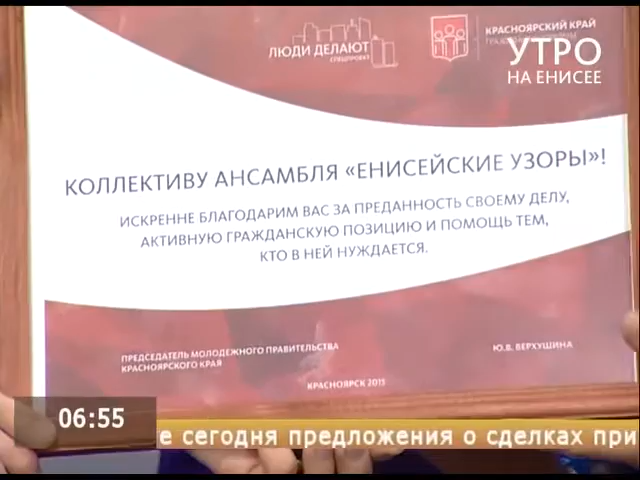 ЛЮДИ ДЕЛАЮТ
СПЕЦПРОЕКТ
КРАСНОЯРСКИЙ КРАЙ
УТРО
НА ЕНИСЕЕ
КОЛЛЕКТИВУ АНСАМБЛЯ «ЕНИСЕЙСКИЕ УЗОРЫ»!
ИСКРЕННЕ БЛАГОДАРИМ ВАС ЗА ПРЕДАННОСТЬ СВОЕМУ ДЕЛУ,
АКТИВНУЮ ГРАЖДАНСКУЮ ПОЗИЦИЮ И ПОМОЩЬ ТЕМ,
КТО В НЕЙ НУЖДАЕТСЯ.
ПРЕДСЕДАТЕЛЬ МОЛОДЕЖНОГО ПРАВИТЕЛЬСТВА
КРАСНОЯРСКОГО КРАЯ
Ю.В. ВЕРХУШИНА
КРАСНОЯРСК 2015
06:55
е сегодня предложения о сделках при